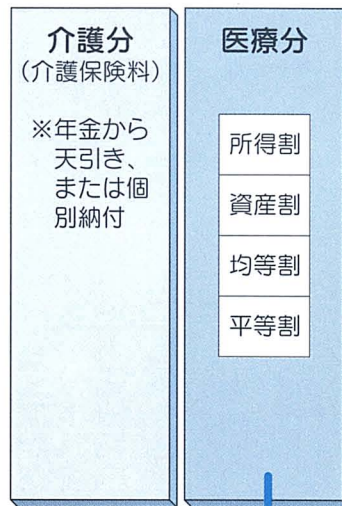 介護分
(介護保険料)
※年金から
天引き、
または個
別納付
医療分
所得割
資産割
均等割
平等割